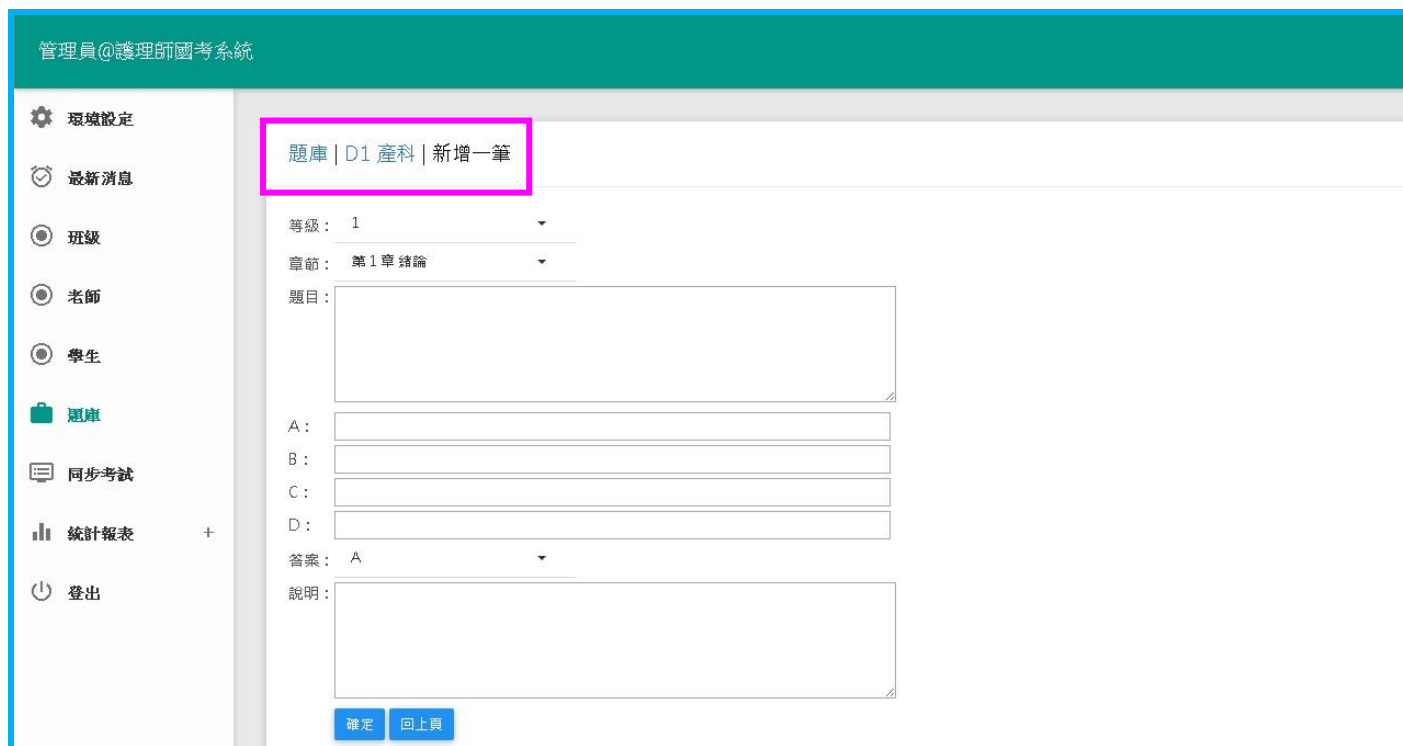 管理員@護理師國考系統
環境設定
最新消息
班級
老師
學生
題庫
同步考試
統計報表 +
登出
題庫 | D1 產科 | 新增一筆
等級： 1
章節： 第1章 緒論
題目：
A：
B：
C：
D：
答案： A
說明：
確定 回上頁